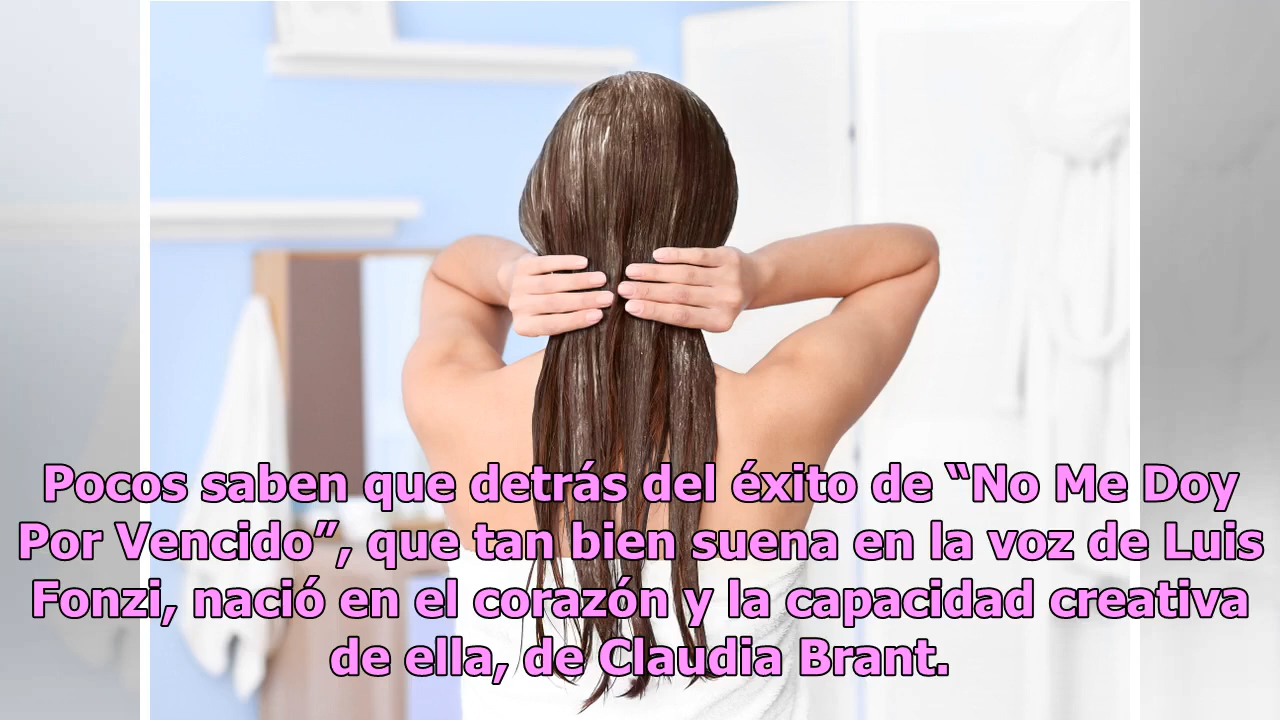 Pocos saben que detrás del éxito de “No Me Doy
Por Vencido”, que tan bien suena en la voz de Luis
Fonzi, nació en el corazón y la capacidad creativa
de ella, de Claudia Brant.